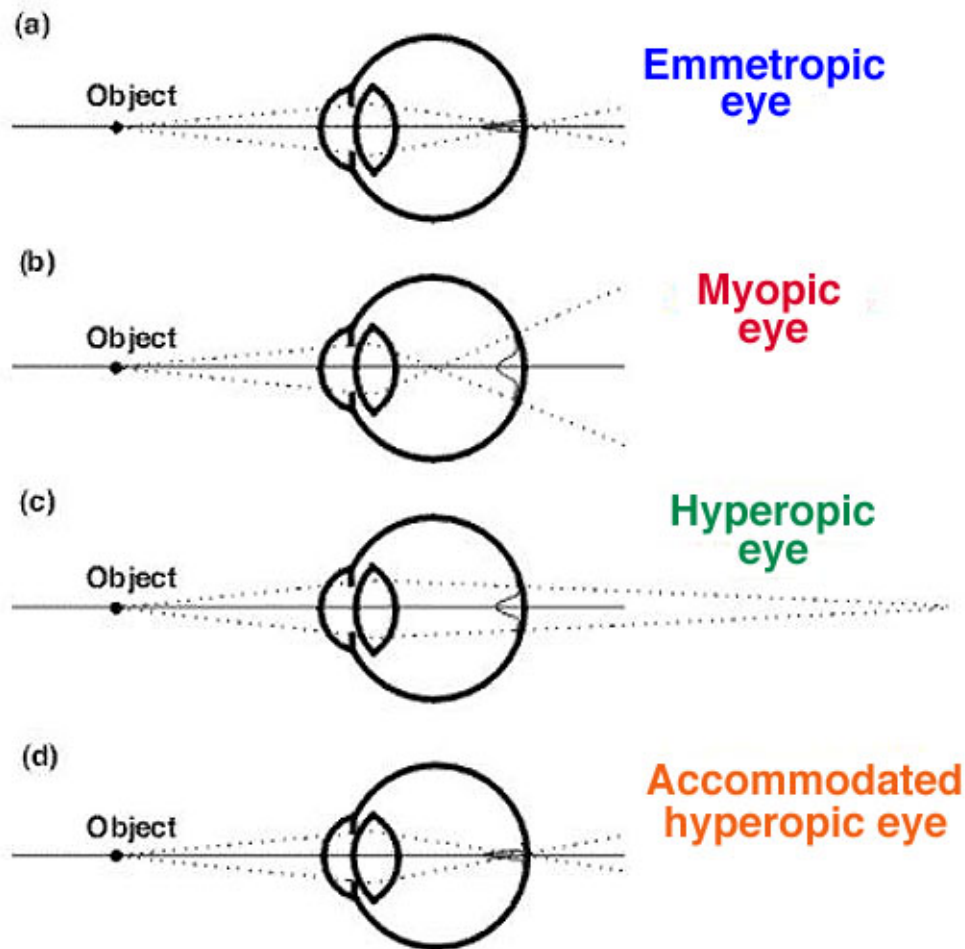 (a)
Object
Emmetropic
eye
(b)
Object
Myopic
eye
(c)
Object
Hyperopic
eye
(d)
Object
Accommodated
hyperopic eye